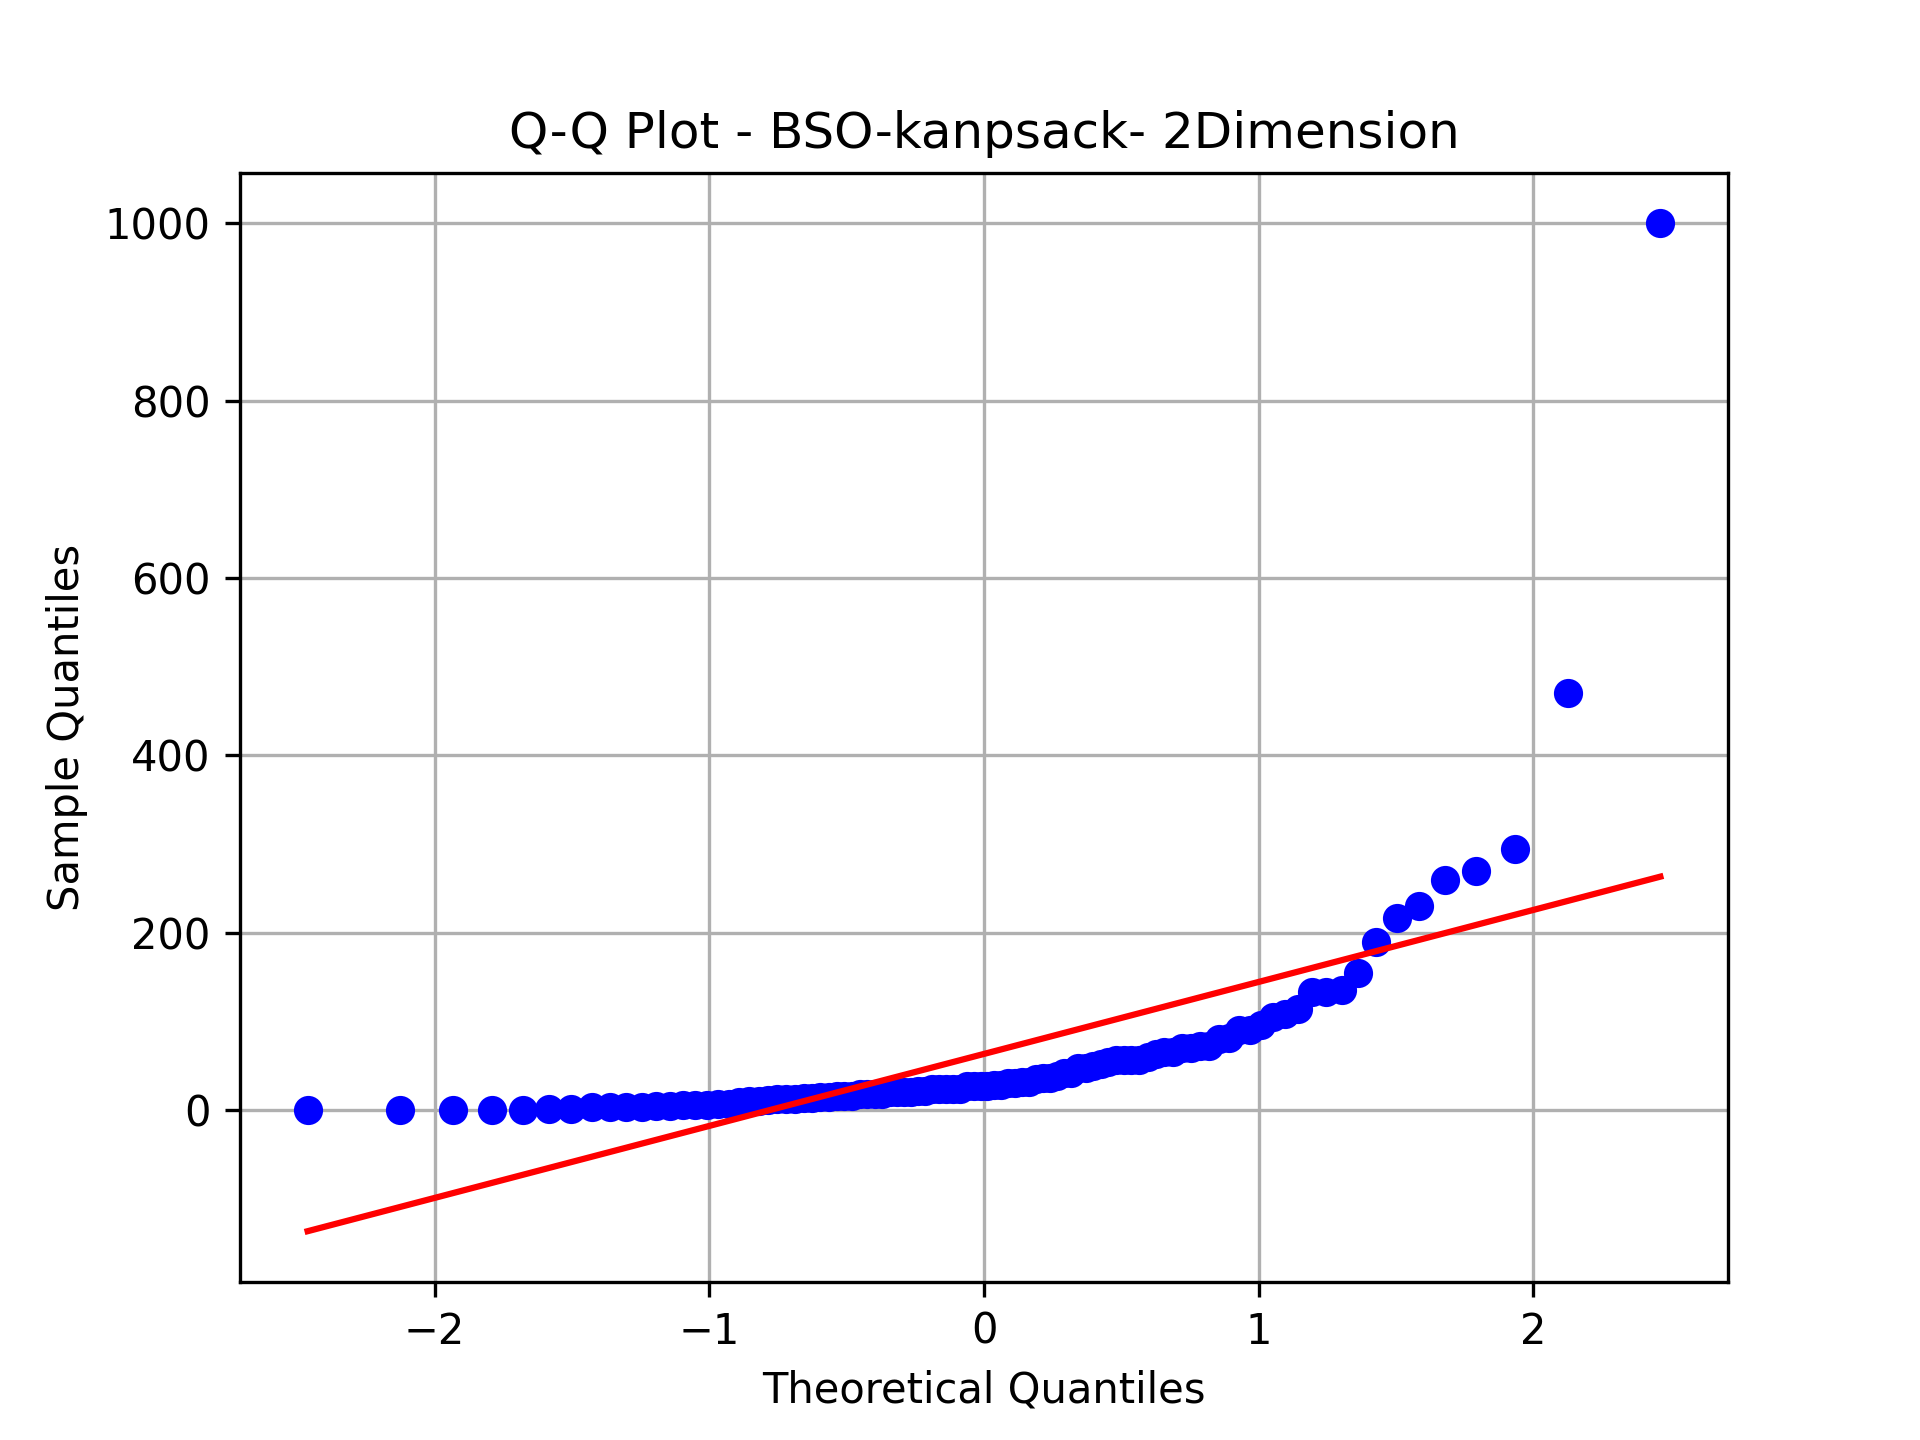 Q-Q Plot - BSO-kanpsack- 2Dimension
1000
800
600
400
200
0
Sample Quantiles
−2 −1 0 1 2
Theoretical Quantiles